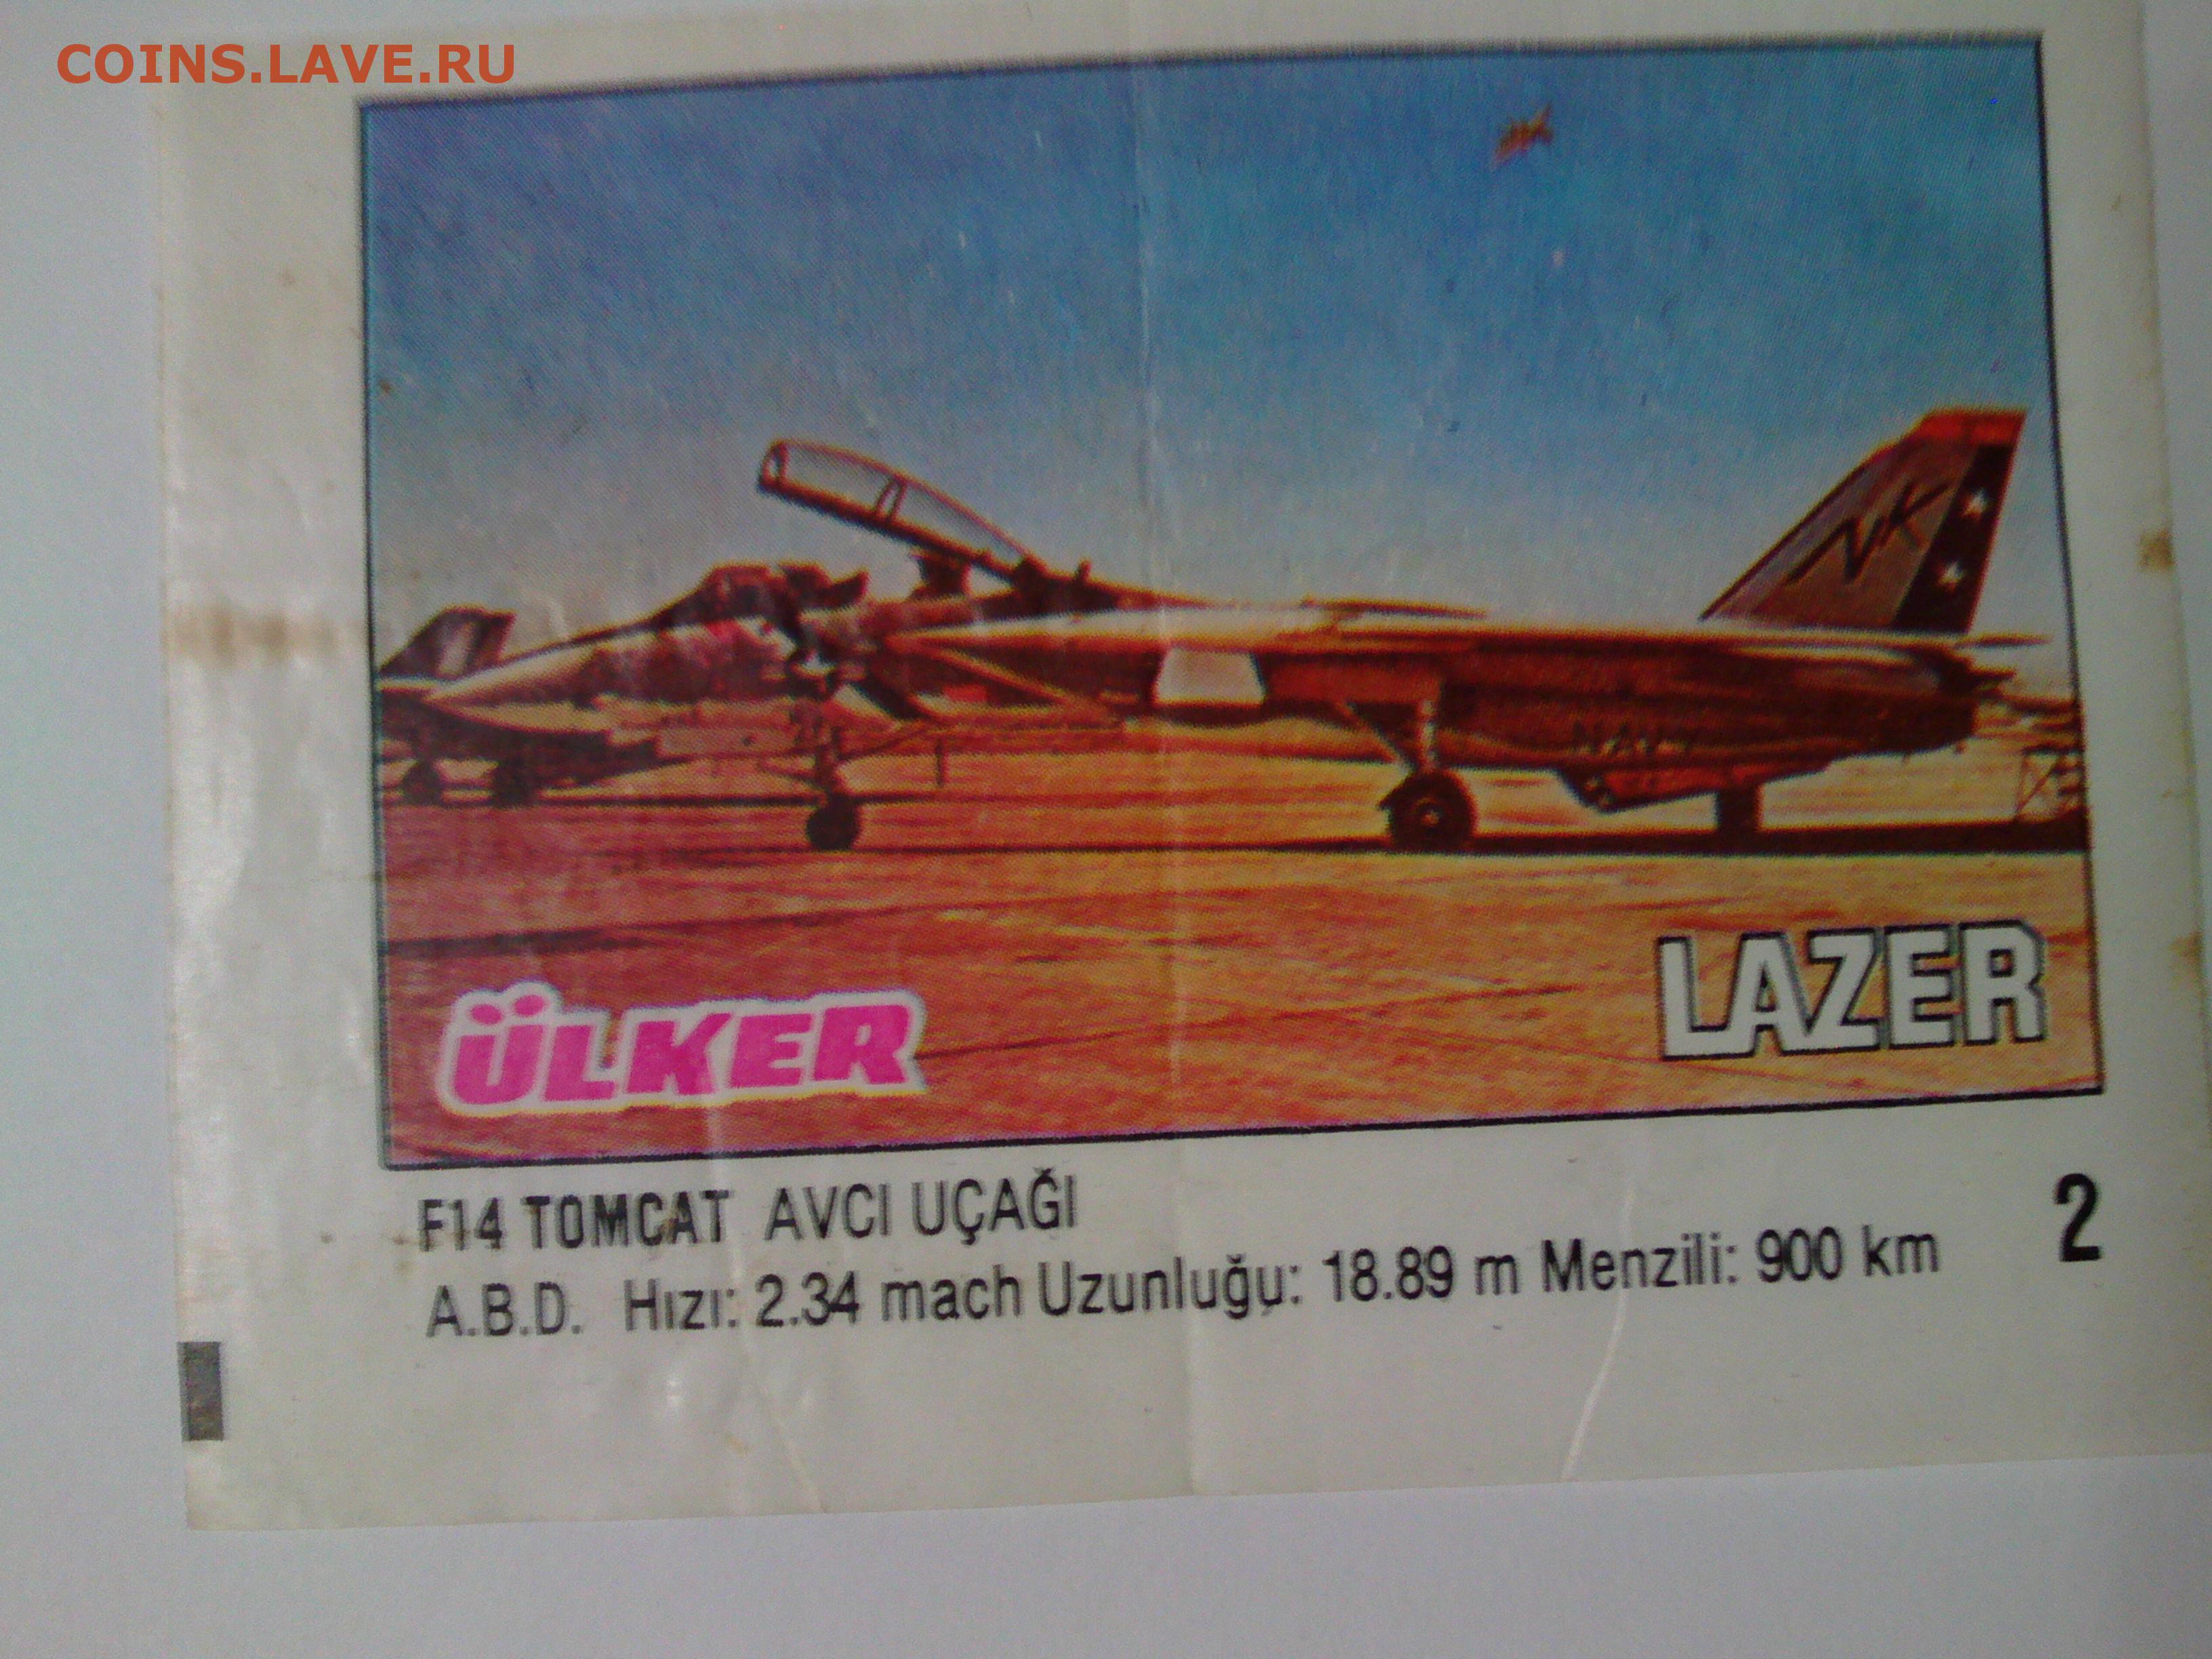 COINS.LAVE.RU
NK
NAVY
ÜLKER
LAZER
F14 TOMCAT AVCI UÇAĞI
A.B.D. Hızı: 2.34 mach Uzunluğu: 18.89 m Menzili: 900 km
2